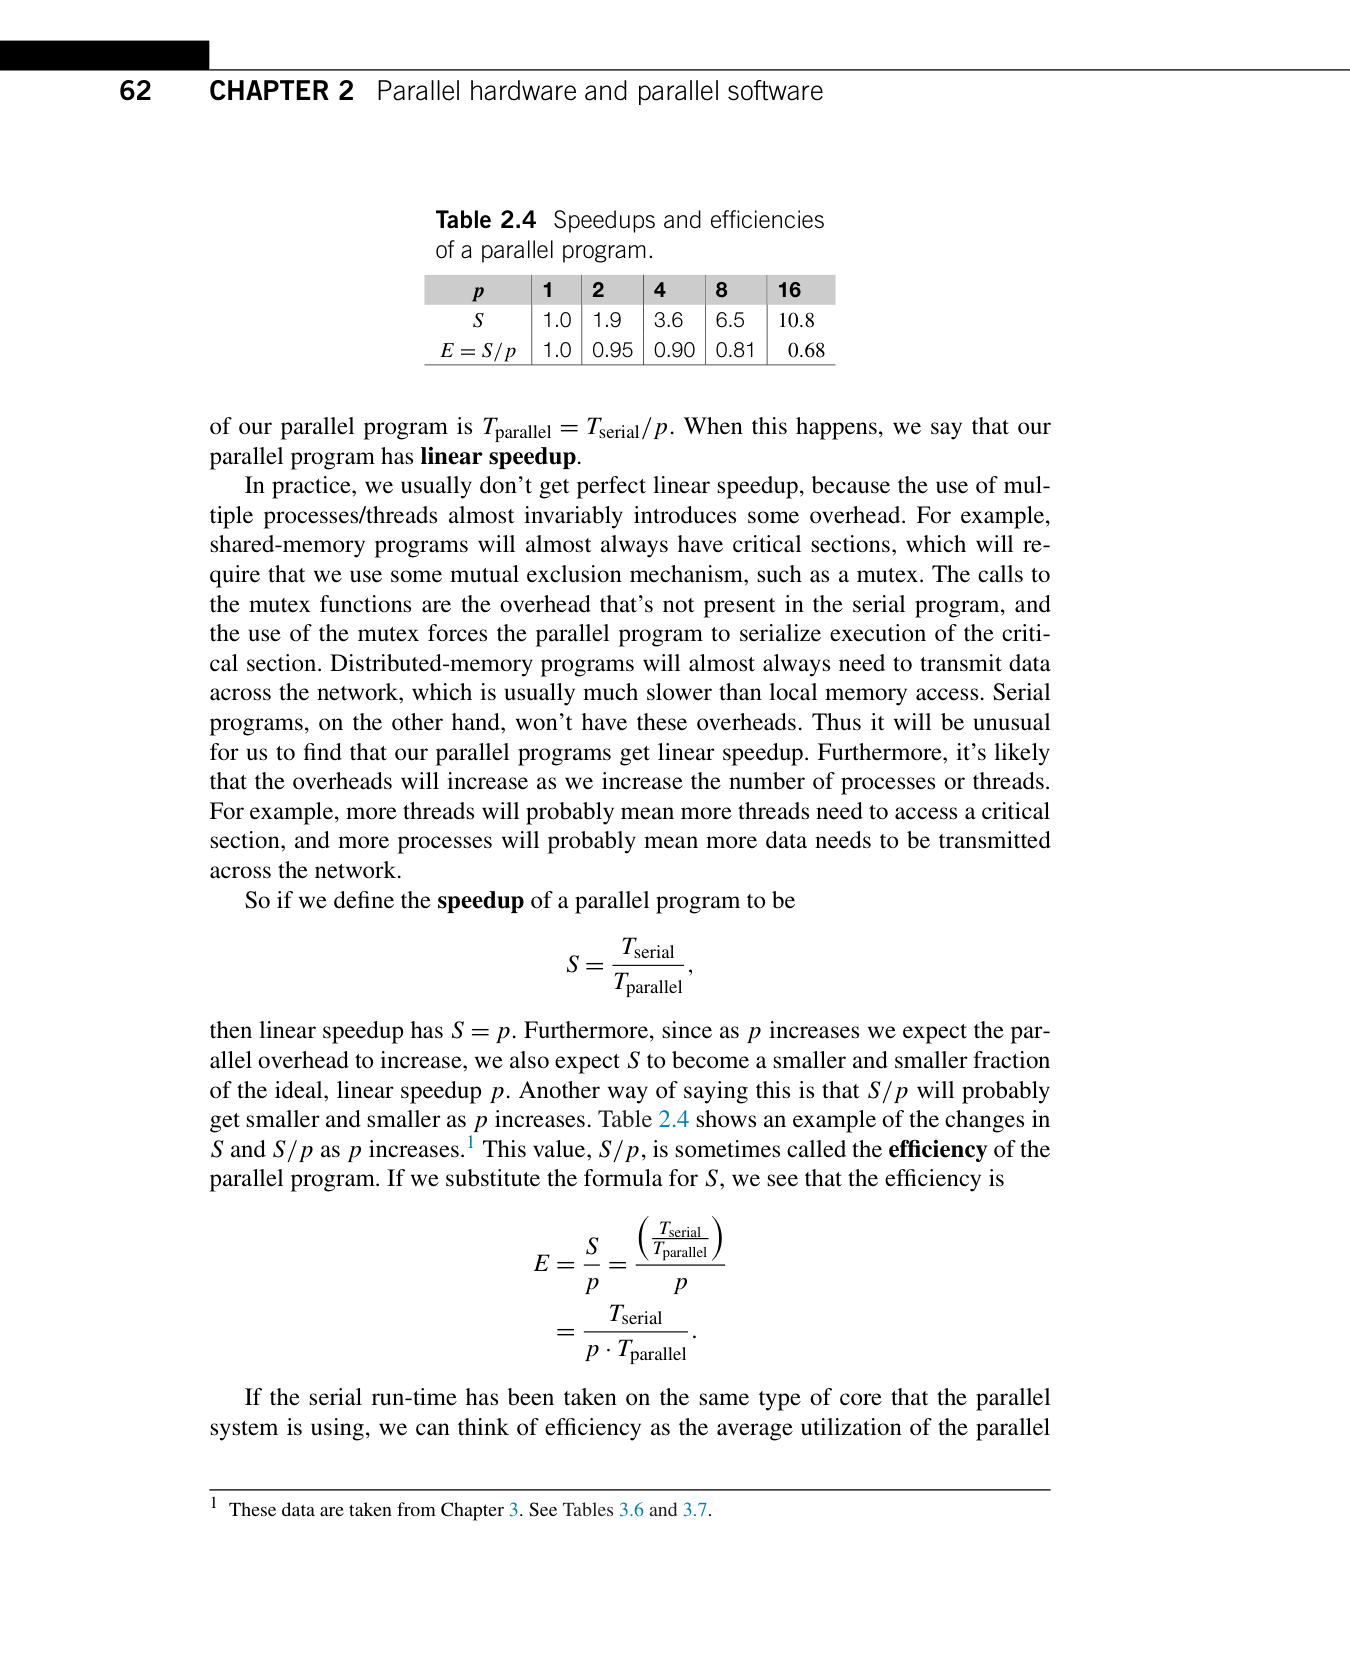 62 CHAPTER 2 Parallel hardware and parallel software
Table 2.4 Speedups and efficiencies
of a parallel program.
p 1 2 4 8 16
S 1.0 1.9 3.6 6.5 10.8
E = S/p 1.0 0.95 0.90 0.81 0.68
of our parallel program is Tparallel = Tserial/p. When this happens, we say that our
parallel program has linear speedup.
In practice, we usually don’t get perfect linear speedup, because the use of mul-
tiple processes/threads almost invariably introduces some overhead. For example,
shared-memory programs will almost always have critical sections, which will re-
quire that we use some mutual exclusion mechanism, such as a mutex. The calls to
the mutex functions are the overhead that’s not present in the serial program, and
the use of the mutex forces the parallel program to serialize execution of the criti-
cal section. Distributed-memory programs will almost always need to transmit data
across the network, which is usually much slower than local memory access. Serial
programs, on the other hand, won’t have these overheads. Thus it will be unusual
for us to find that our parallel programs get linear speedup. Furthermore, it’s likely
that the overheads will increase as we increase the number of processes or threads.
For example, more threads will probably mean more threads need to access a critical
section, and more processes will probably mean more data needs to be transmitted
across the network.
So if we define the speedup of a parallel program to be
S = Tserial / Tparallel,
then linear speedup has S = p. Furthermore, since as p increases we expect the par-
allel overhead to increase, we also expect S to become a smaller and smaller fraction
of the ideal, linear speedup p. Another way of saying this is that S/p will probably
get smaller and smaller as p increases. Table 2.4 shows an example of the changes in
S and S/p as p increases.1 This value, S/p, is sometimes called the efficiency of the
parallel program. If we substitute the formula for S, we see that the efficiency is
E = S / p = (Tserial / Tparallel) / p
= Tserial / p · Tparallel.
If the serial run-time has been taken on the same type of core that the parallel
system is using, we can think of efficiency as the average utilization of the parallel
1 These data are taken from Chapter 3. See Tables 3.6 and 3.7.